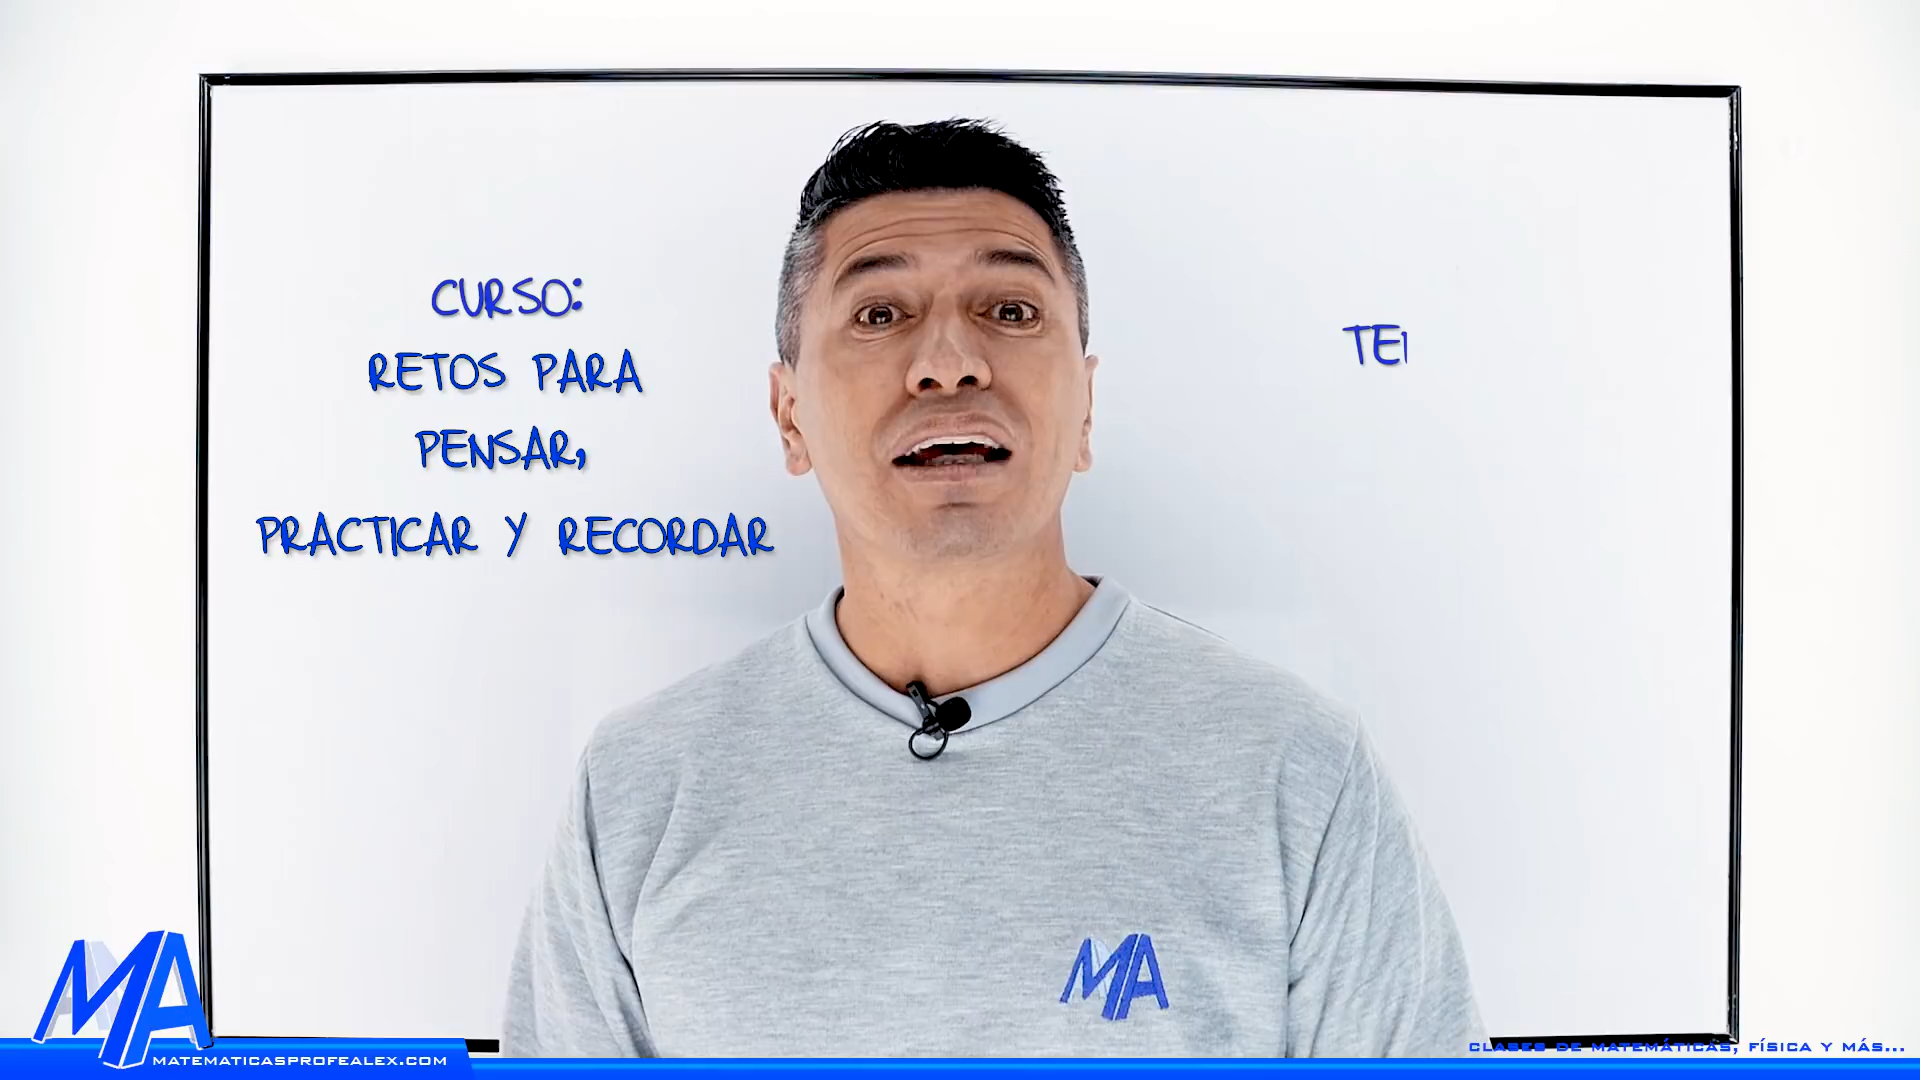 CURSO:
RETOS PARA
PENSAR,
PRACTICAR Y RECORDAR
TE
MA
MA
MATEMATICASPROFEALEX.COM
CLASES DE MATEMÁTICAS, FÍSICA Y MÁS...